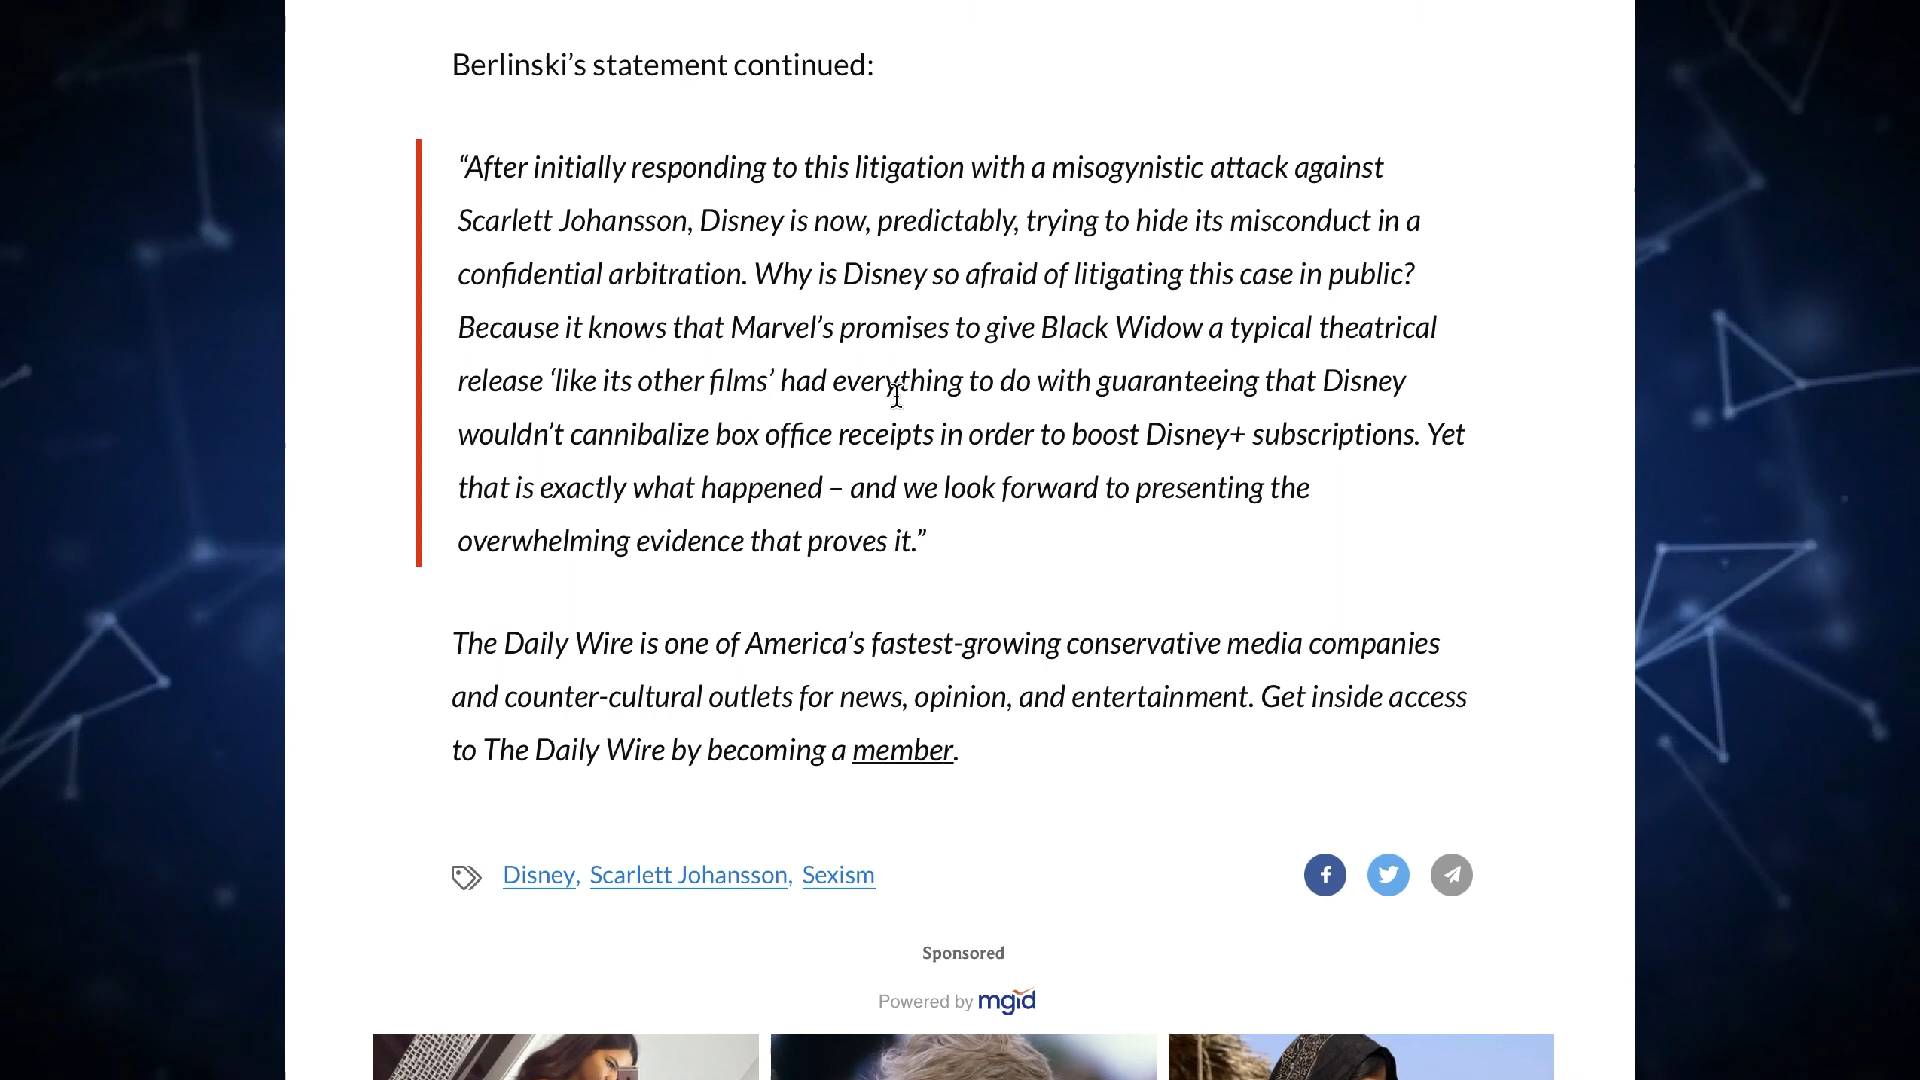 Berlinski’s statement continued:
“After initially responding to this litigation with a misogynistic attack against
Scarlett Johansson, Disney is now, predictably, trying to hide its misconduct in a
confidential arbitration. Why is Disney so afraid of litigating this case in public?
Because it knows that Marvel’s promises to give Black Widow a typical theatrical
release ‘like its other films’ had everything to do with guaranteeing that Disney
wouldn’t cannibalize box office receipts in order to boost Disney+ subscriptions. Yet
that is exactly what happened – and we look forward to presenting the
overwhelming evidence that proves it.”
The Daily Wire is one of America’s fastest-growing conservative media companies
and counter-cultural outlets for news, opinion, and entertainment. Get inside access
to The Daily Wire by becoming a member.
Disney, Scarlett Johansson, Sexism
Sponsored
Powered by mgid